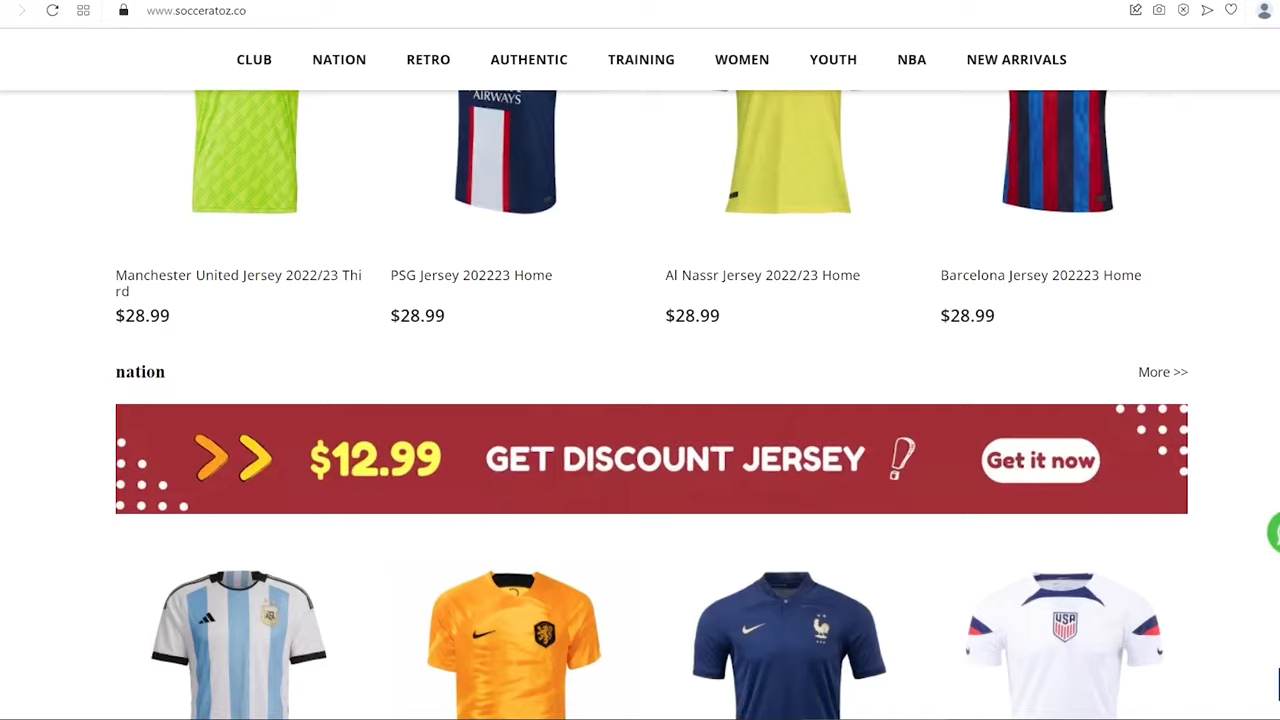 www.socceratoz.co
CLUB NATION RETRO AUTHENTIC TRAINING WOMEN YOUTH NBA NEW ARRIVALS
AIRWAYS
Manchester United Jersey 2022/23 Thi
rd
$28.99
PSG Jersey 202223 Home
$28.99
Al Nassr Jersey 2022/23 Home
$28.99
Barcelona Jersey 202223 Home
$28.99
nation
More >>
>> $12.99 GET DISCOUNT JERSEY ! Get it now
USA